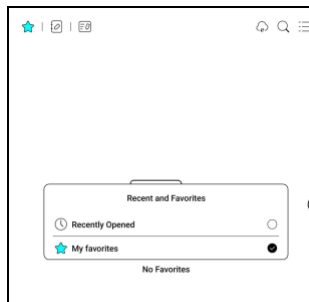 Recent and Favorites
Recently Opened
My favorites
No Favorites